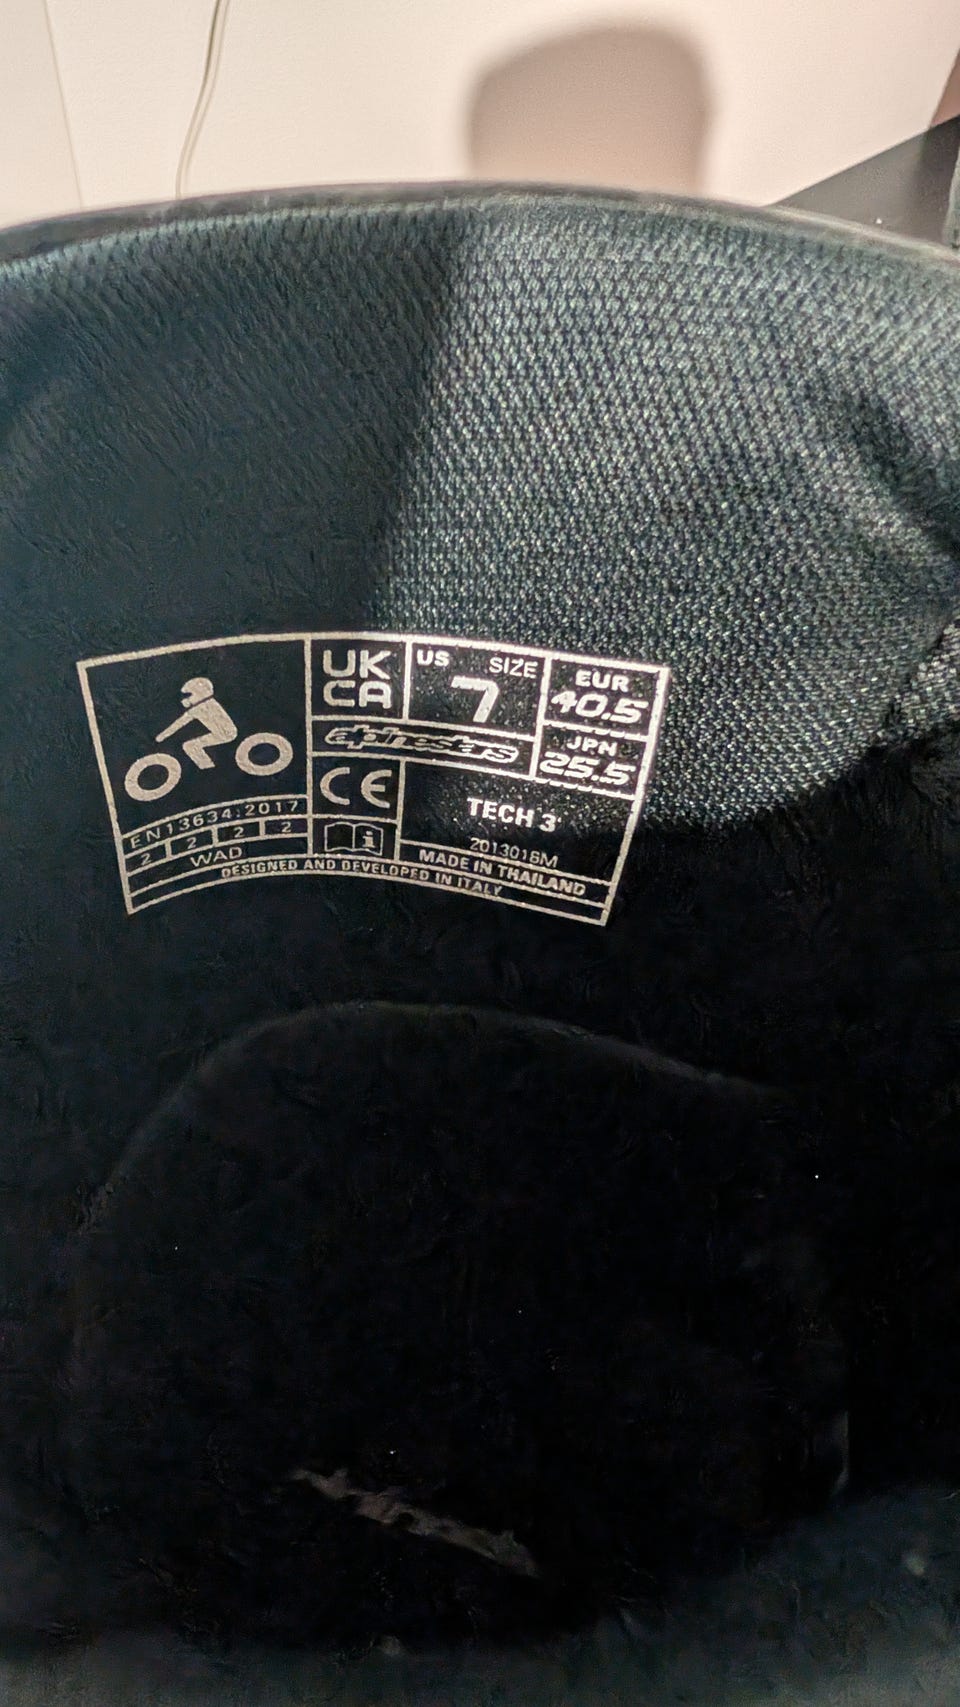 UK
CA
US SIZE
7
EUR
40.5
alpinestars
JPN
25.5
CE
TECH 3
EN13634:2017
2 2 2 2
WAD
i
2013018M
MADE IN THAILAND
DESIGNED AND DEVELOPED IN ITALY